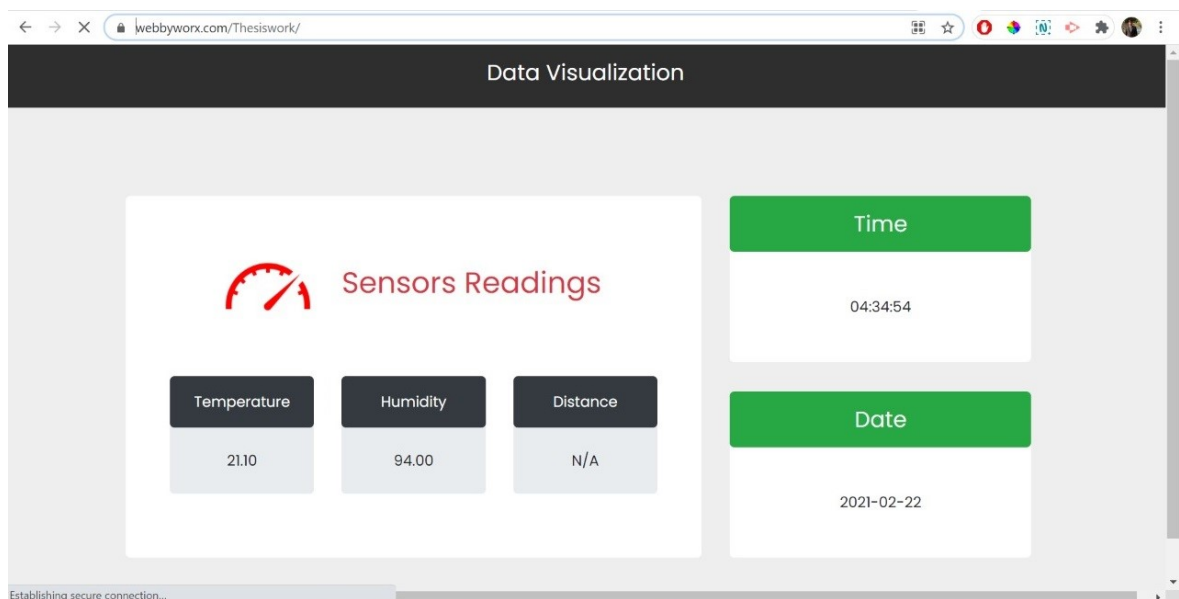 webbyworx.com/Thesiswork/
Data Visualization
Sensors Readings
Temperature
Humidity
Distance
21.10
94.00
N/A
Time
04:34:54
Date
2021-02-22
Establishing secure connection...